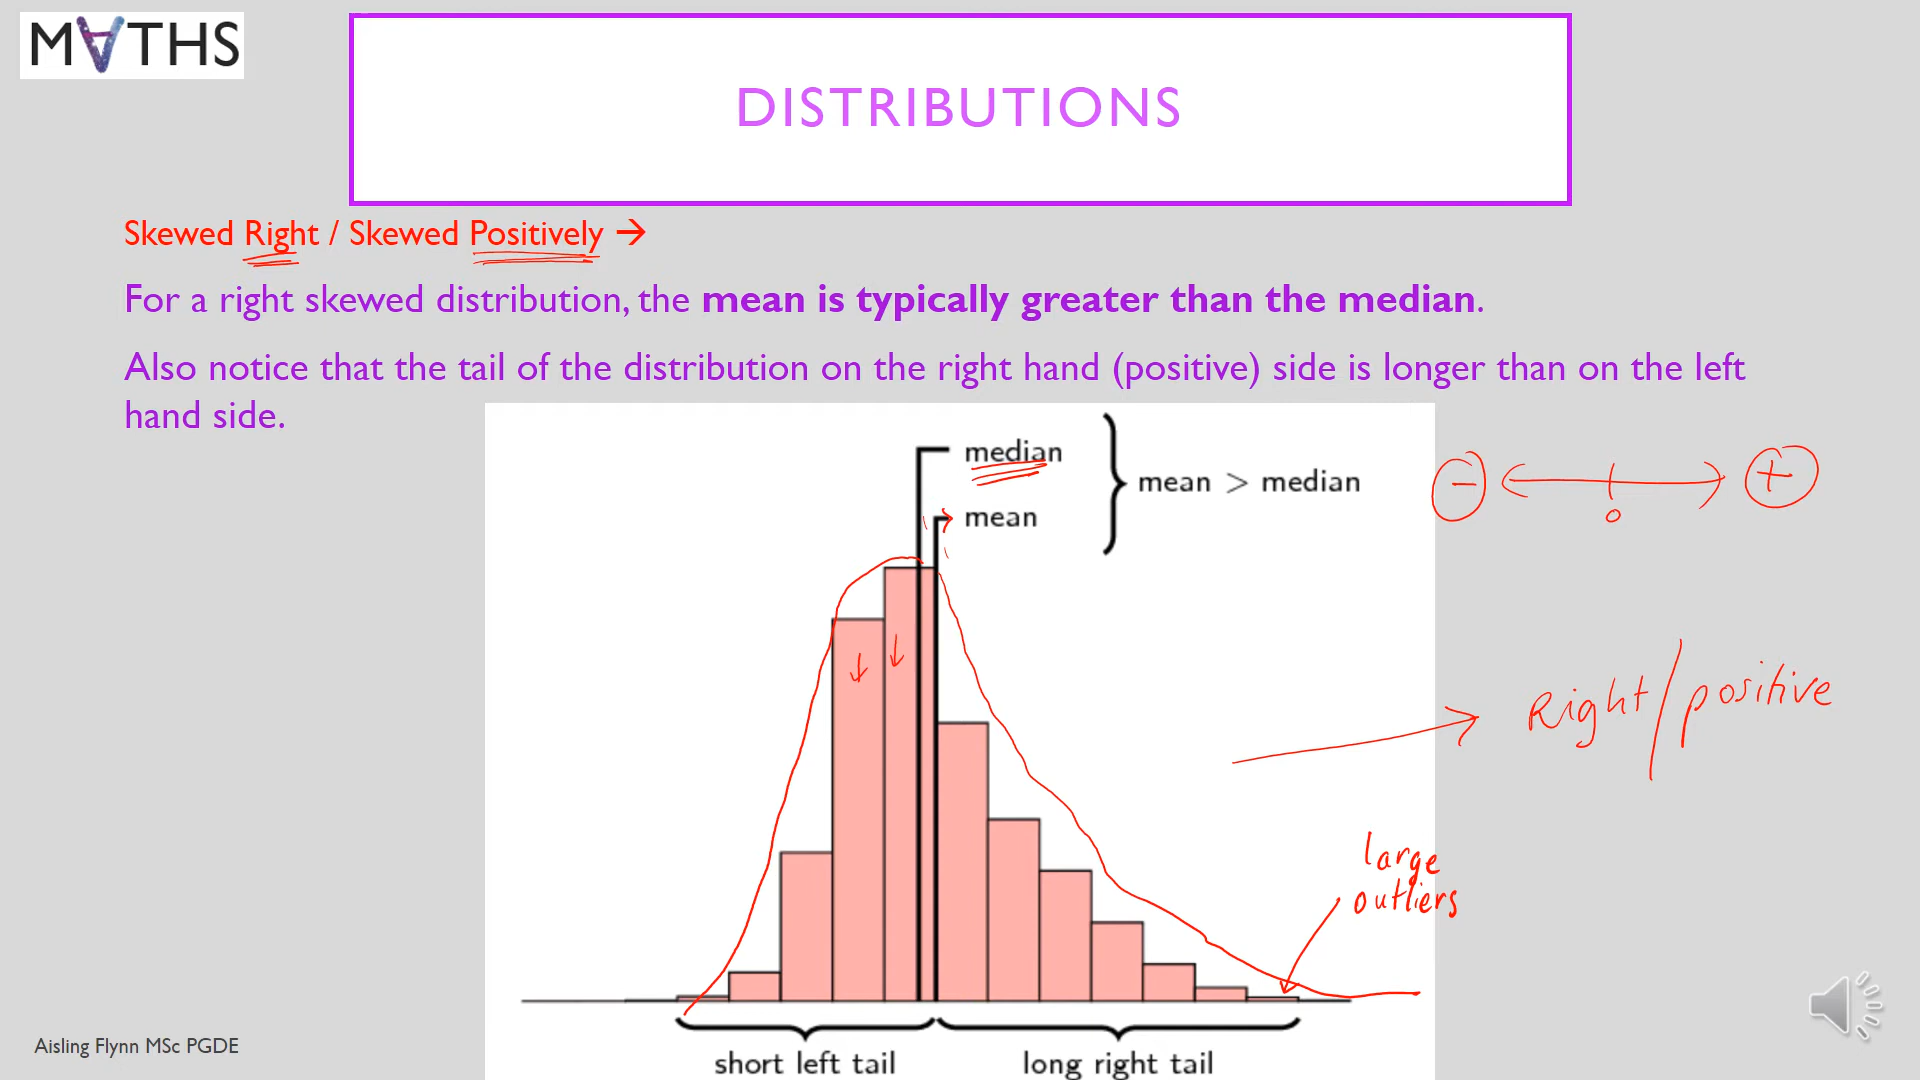 M∀THS
DISTRIBUTIONS
Skewed Right / Skewed Positively →
For a right skewed distribution, the mean is typically greater than the median.
Also notice that the tail of the distribution on the right hand (positive) side is longer than on the left
hand side.
median
mean > median
mean
− 0 +
Right/positive
large
outliers
short left tail
long right tail
Aisling Flynn MSc PGDE